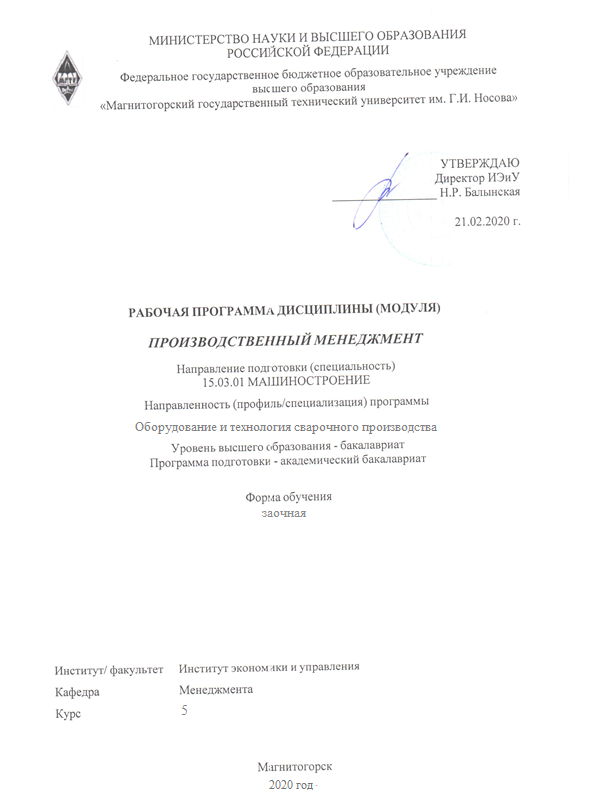 МИНИСТЕРСТВО НАУКИ И ВЫСШЕГО ОБРАЗОВАНИЯ
РОССИЙСКОЙ ФЕДЕРАЦИИ
Федеральное государственное бюджетное образовательное учреждение
высшего образования
«Магнитогорский государственный технический университет им. Г.И. Носова»
УТВЕРЖДАЮ
Директор ИЭиУ
Н.Р. Балынская
21.02.2020 г.
РАБОЧАЯ ПРОГРАММА ДИСЦИПЛИНЫ (МОДУЛЯ)
ПРОИЗВОДСТВЕННЫЙ МЕНЕДЖМЕНТ
Направление подготовки (специальность)
15.03.01 МАШИНОСТРОЕНИЕ
Направленность (профиль/специализация) программы
Оборудование и технология сварочного производства
Уровень высшего образования - бакалавриат
Программа подготовки - академический бакалавриат
Форма обучения
заочная
Институт/ факультет Институт экономики и управления
Кафедра Менеджмента
Курс 5
Магнитогорск
2020 год